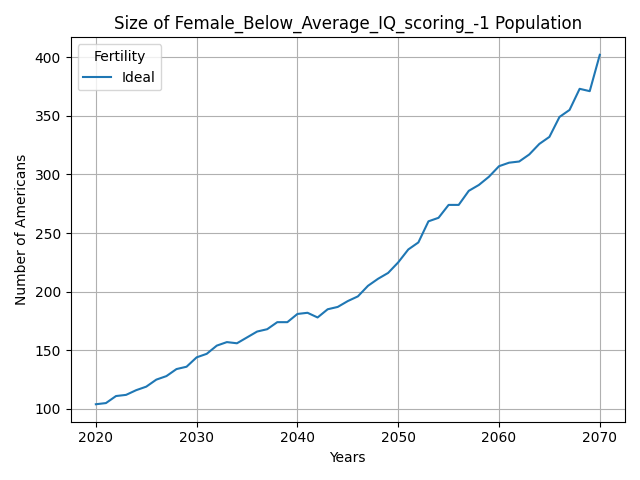 Size of Female_Below_Average_IQ_scoring_-1 Population
Fertility
Ideal
Number of Americans
400
350
300
250
200
150
100
2020 2030 2040 2050 2060 2070
Years